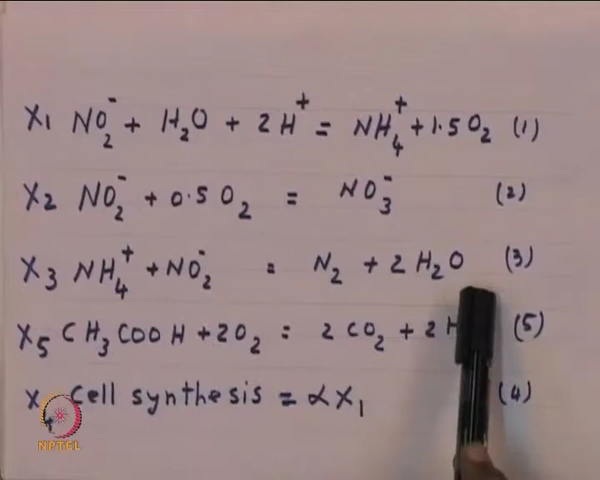 X₁ NO₂⁻ + H₂O + 2H⁺ = NH₄⁺ + 1.5O₂ (1)
X₂ NO₂⁻ + 0.5O₂ = NO₃⁻ (2)
X₃ NH₄⁺ + NO₂⁻ = N₂ + 2H₂O (3)
X₅ CH₃COOH + 2O₂ = 2CO₂ + 2H (5)
X Cell synthesis = αX₁ (4)
NPTEL